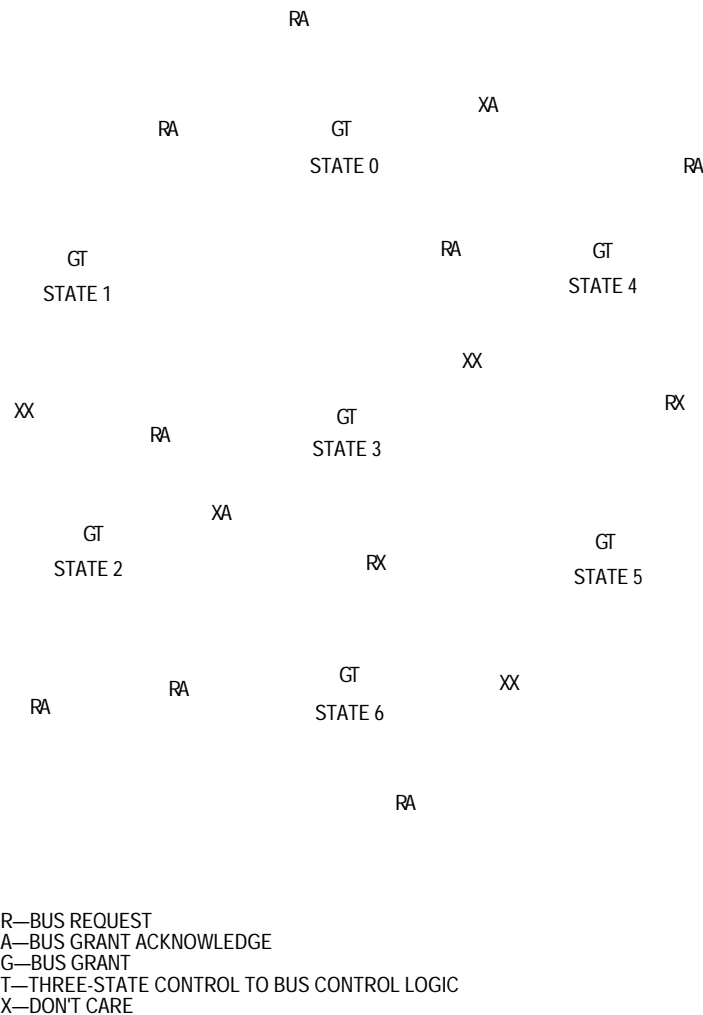 RA
XA
RA
GT
STATE 0
RA
RA
GT
STATE 4
GT
STATE 1
XX
RX
XX
GT
STATE 3
RA
XA
GT
STATE 2
RX
GT
STATE 5
GT
STATE 6
XX
RA
RA
RA
R—BUS REQUEST
A—BUS GRANT ACKNOWLEDGE
G—BUS GRANT
T—THREE-STATE CONTROL TO BUS CONTROL LOGIC
X—DON'T CARE